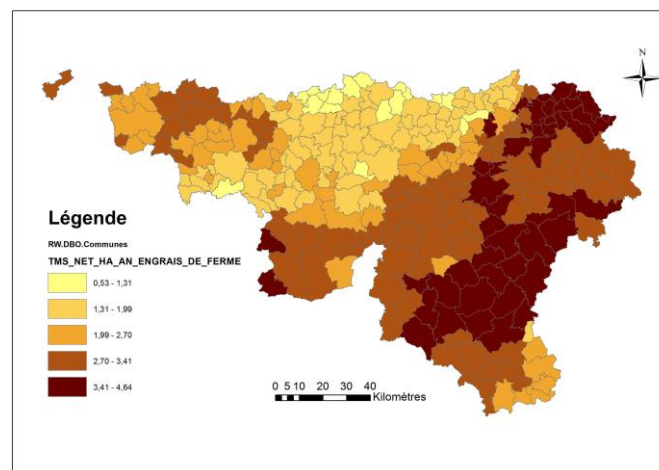 N
Légende
RW.DBO.Communes
TMS_NET_HA_AN_ENGRAIS_DE_FERME
0,53 - 1,31
1,31 - 1,99
1,99 - 2,70
2,70 - 3,41
3,41 - 4,64
0 5 10 20 30 40
Kilomètres